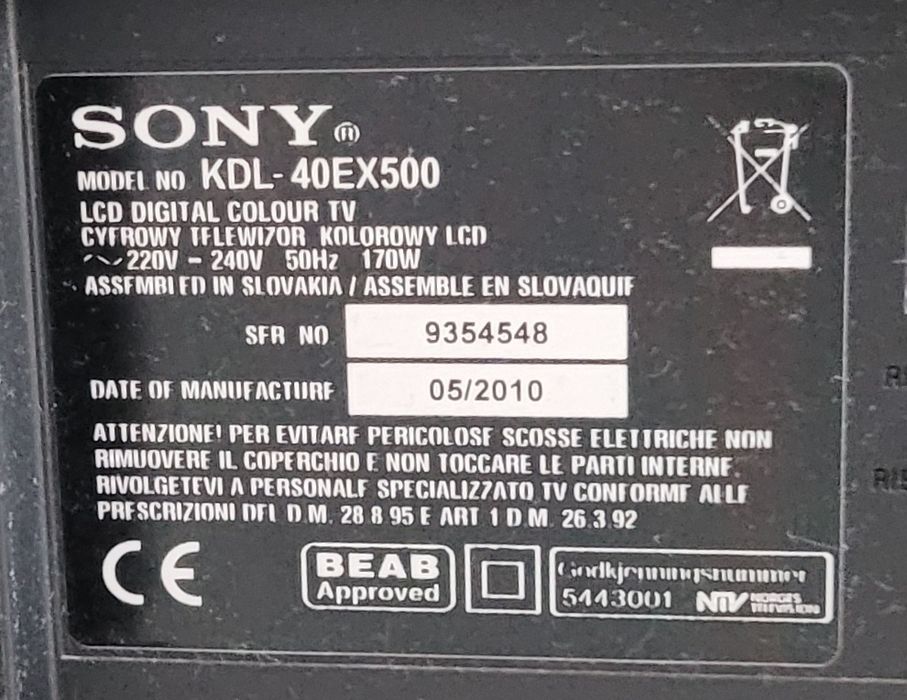 SONY®
MODEL NO KDL-40EX500
LCD DIGITAL COLOUR TV
CYFROWY TELEWIZOR KOLOROWY LCD
~ 220V - 240V 50Hz 170W
ASSEMBLED IN SLOVAKIA / ASSEMBLE EN SLOVAQUIE
SER NO 9354548
DATE OF MANUFACTURE 05/2010
ATTENZIONE! PER EVITARE PERICOLOSE SCOSSE ELETTRICHE NON
RIMUOVERE IL COPERCHIO E NON TOCCARE LE PARTI INTERNE.
RIVOLGETEVI A PERSONALE SPECIALIZZATO TV CONFORME ALLE
PRESCRIZIONI DEL D.M. 28 8 95 E ART 1 D.M. 26.3.92
CE
BEAB
Approved
Godkjenningsnummer
5443001 NTV NORGES
TELEVISION